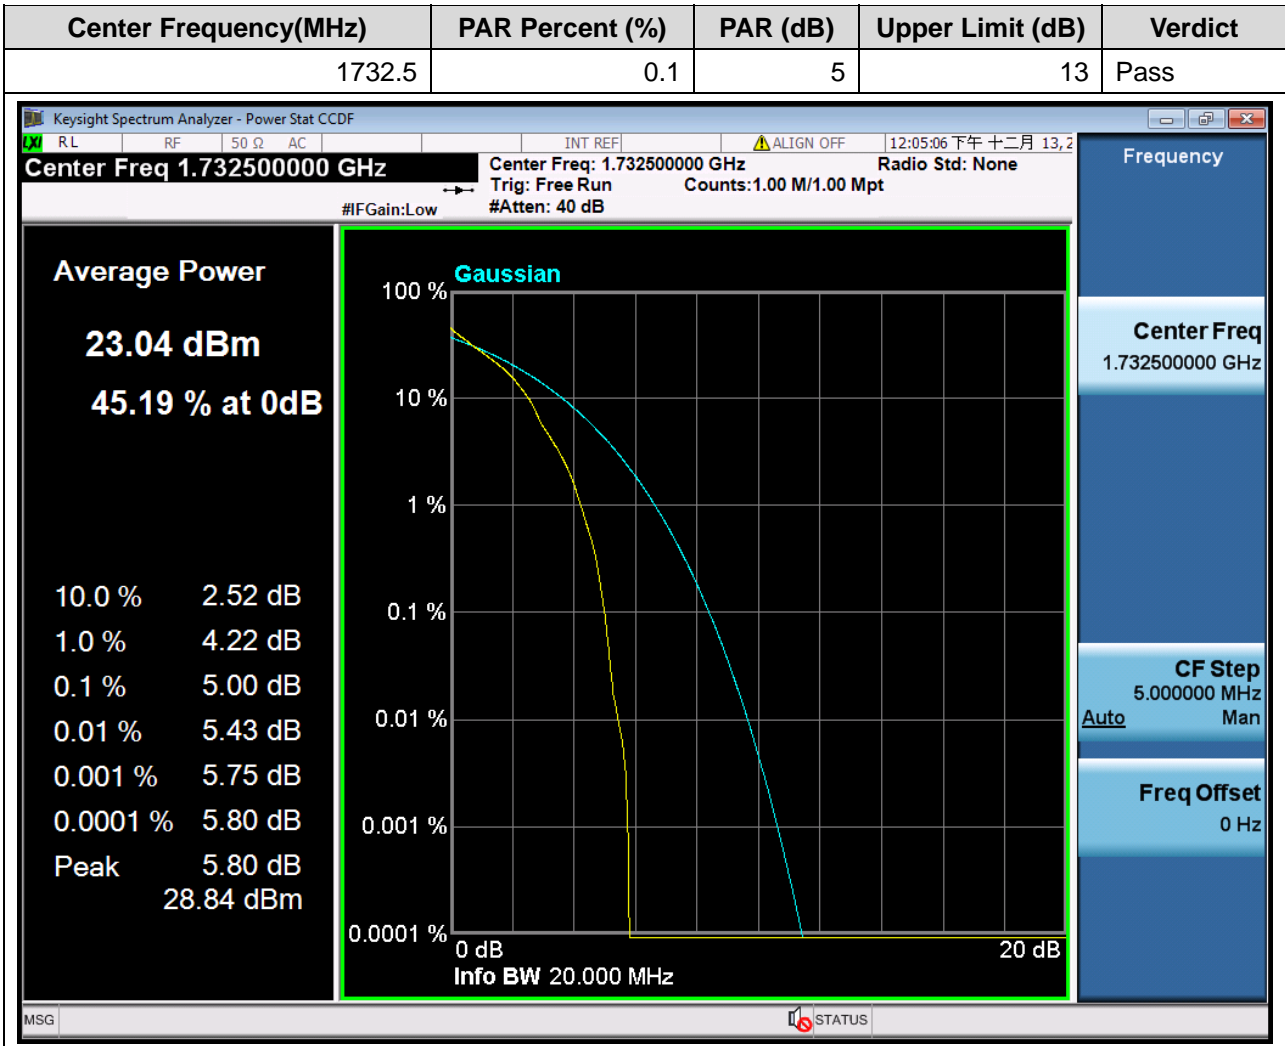 Center Frequency(MHz) PAR Percent (%) PAR (dB) Upper Limit (dB) Verdict
1732.5 0.1 5 13 Pass
Keysight Spectrum Analyzer - Power Stat CCDF
LXI RL RF 50 Ω AC INT REF ALIGN OFF 12:05:06 下午 十二月 13, 2
Center Freq 1.732500000 GHz
Center Freq: 1.732500000 GHz Radio Std: None
Trig: Free Run Counts:1.00 M/1.00 Mpt
#IFGain:Low #Atten: 40 dB
Average Power
23.04 dBm
45.19 % at 0dB
10.0 % 2.52 dB
1.0 % 4.22 dB
0.1 % 5.00 dB
0.01 % 5.43 dB
0.001 % 5.75 dB
0.0001 % 5.80 dB
Peak 5.80 dB
28.84 dBm
Gaussian
100 %
10 %
1 %
0.1 %
0.01 %
0.001 %
0.0001 %
0 dB 20 dB
Info BW 20.000 MHz
Frequency
Center Freq
1.732500000 GHz
CF Step
5.000000 MHz
Auto Man
Freq Offset
0 Hz
MSG STATUS